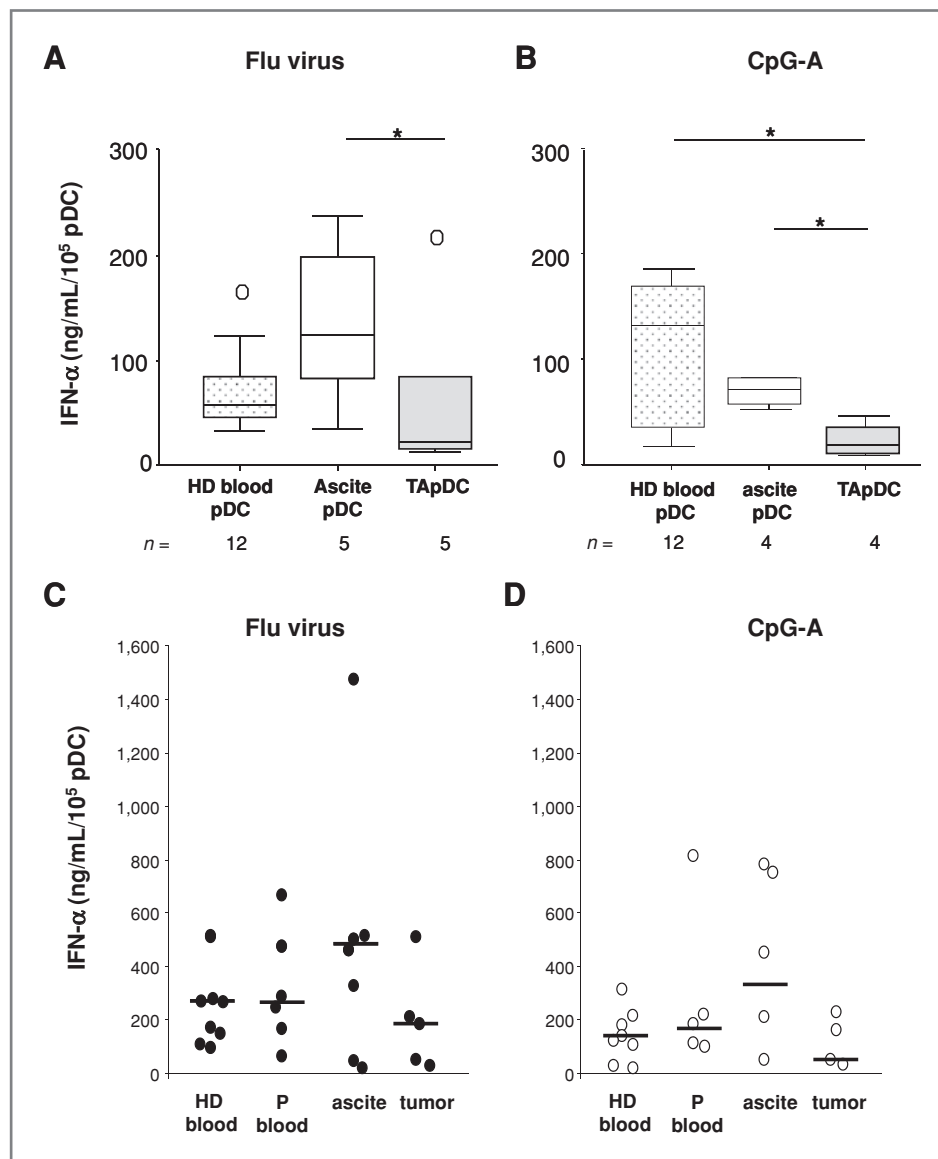 A
Flu virus
B
CpG-A
*
*
*
IFN-α (ng/mL/10⁵ pDC)
300
200
100
0
300
200
100
0
HD blood
pDC
Ascite
pDC
TApDC
HD blood
pDC
ascite
pDC
TApDC
n =
12
5
5
n =
12
4
4
C
Flu virus
D
CpG-A
IFN-α (ng/mL/10⁵ pDC)
1,600
1,400
1,200
1,000
800
600
400
200
0
1,600
1,400
1,200
1,000
800
600
400
200
0
HD
blood
P
blood
ascite
tumor
HD
blood
P
blood
ascite
tumor